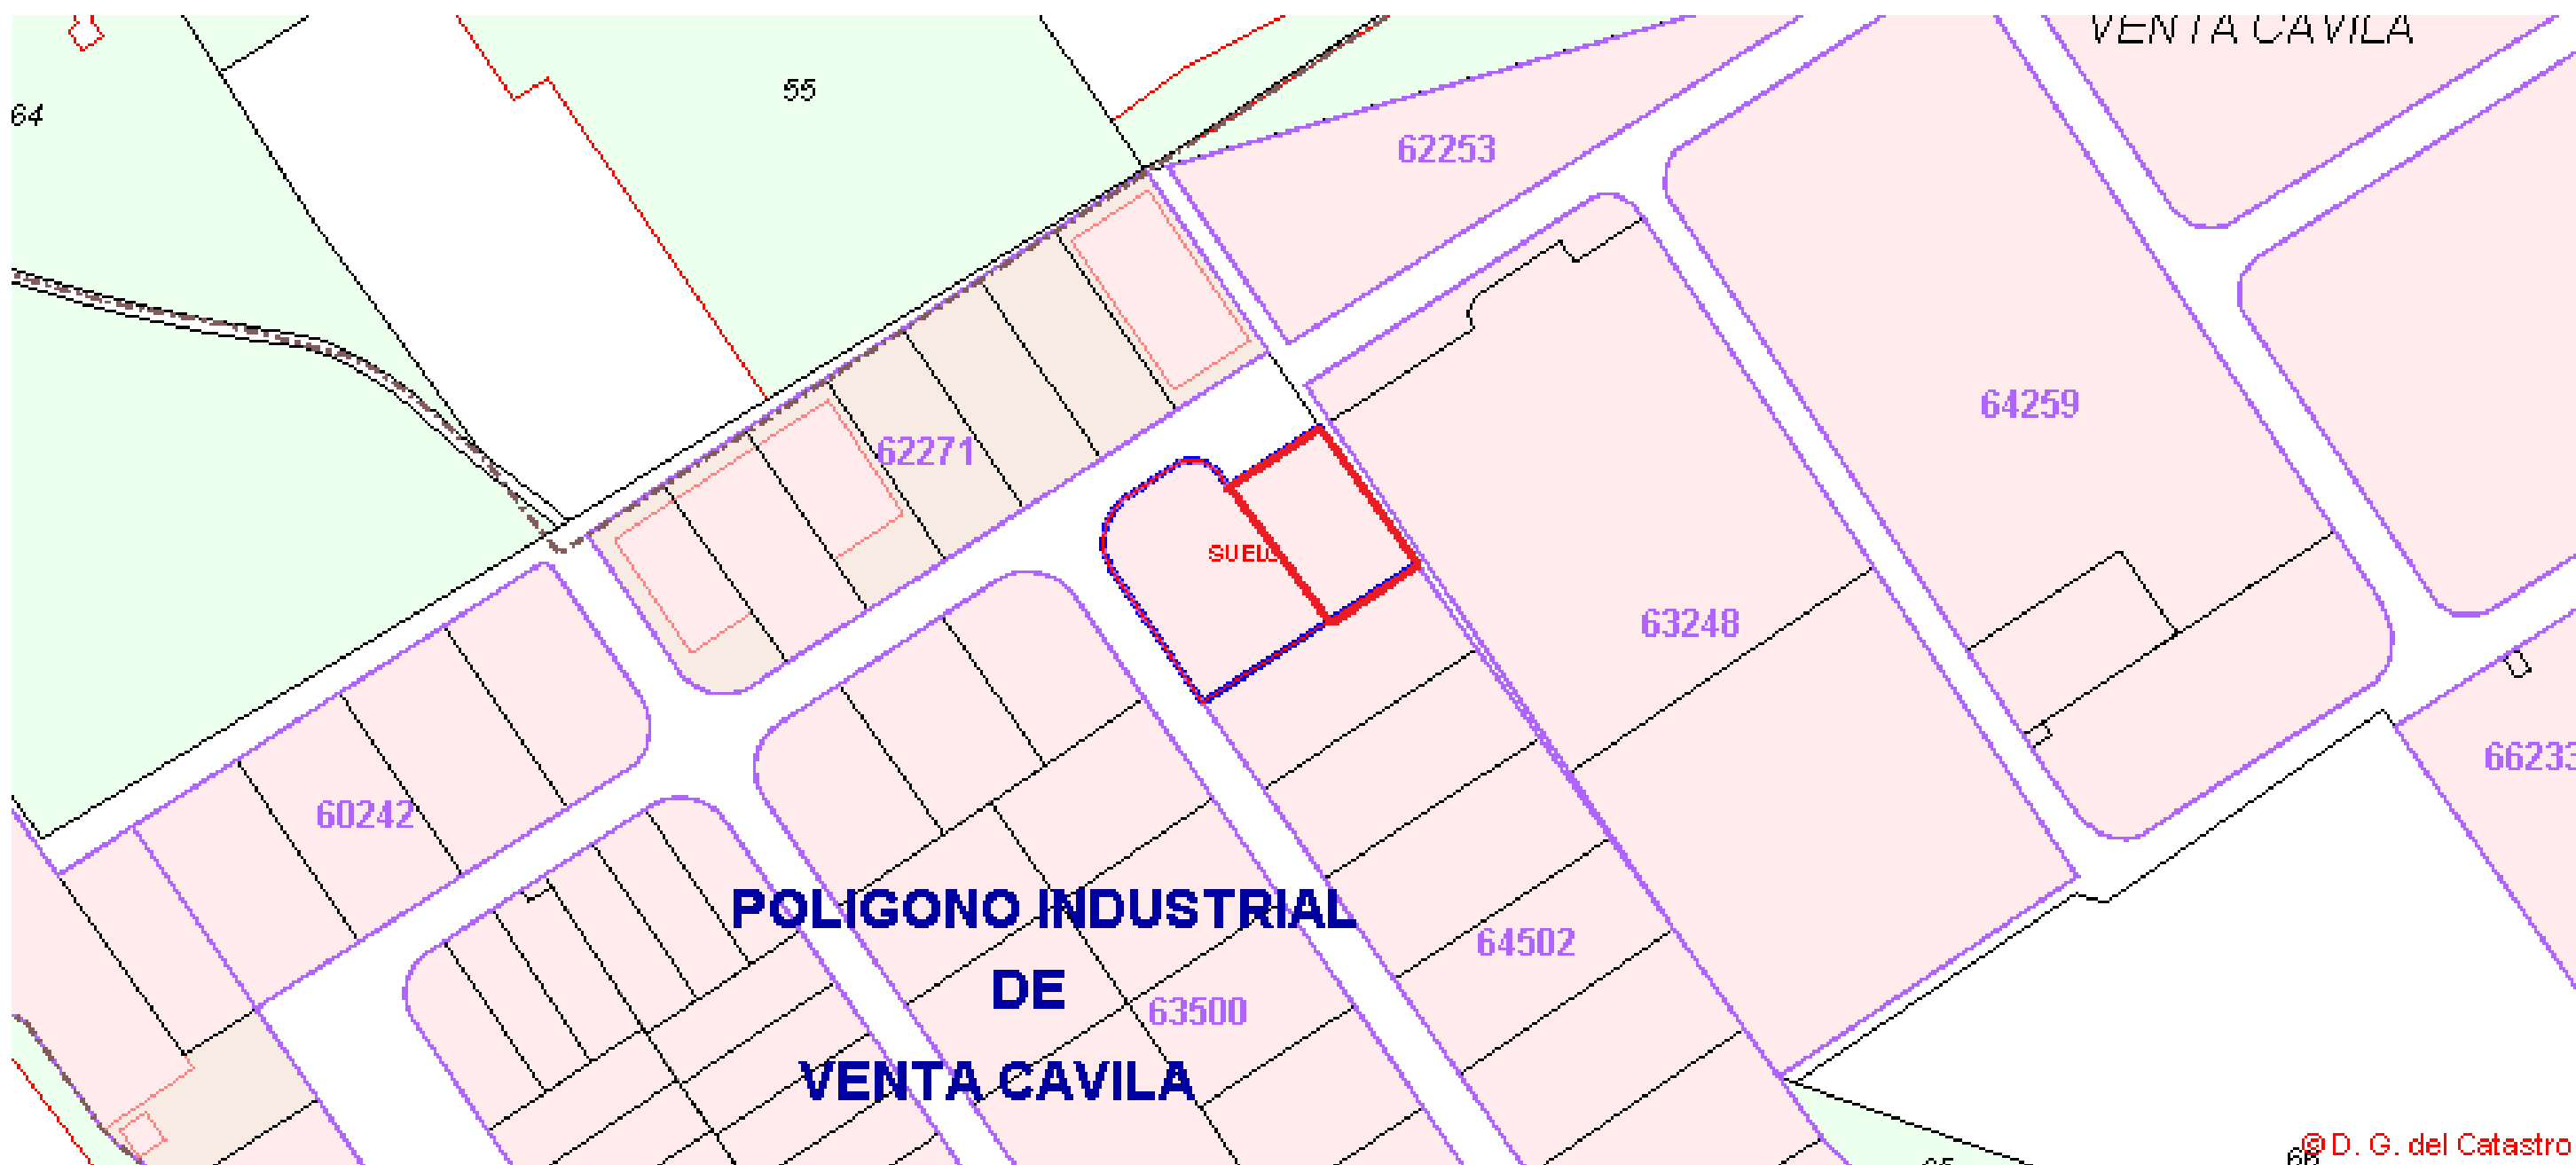 VENTA CAVILA
55
64
62253
64259
62271
SUELO
63248
66233
60242
POLIGONO INDUSTRIAL
DE
VENTA CAVILA
64502
63500
© D. G. del Catastro